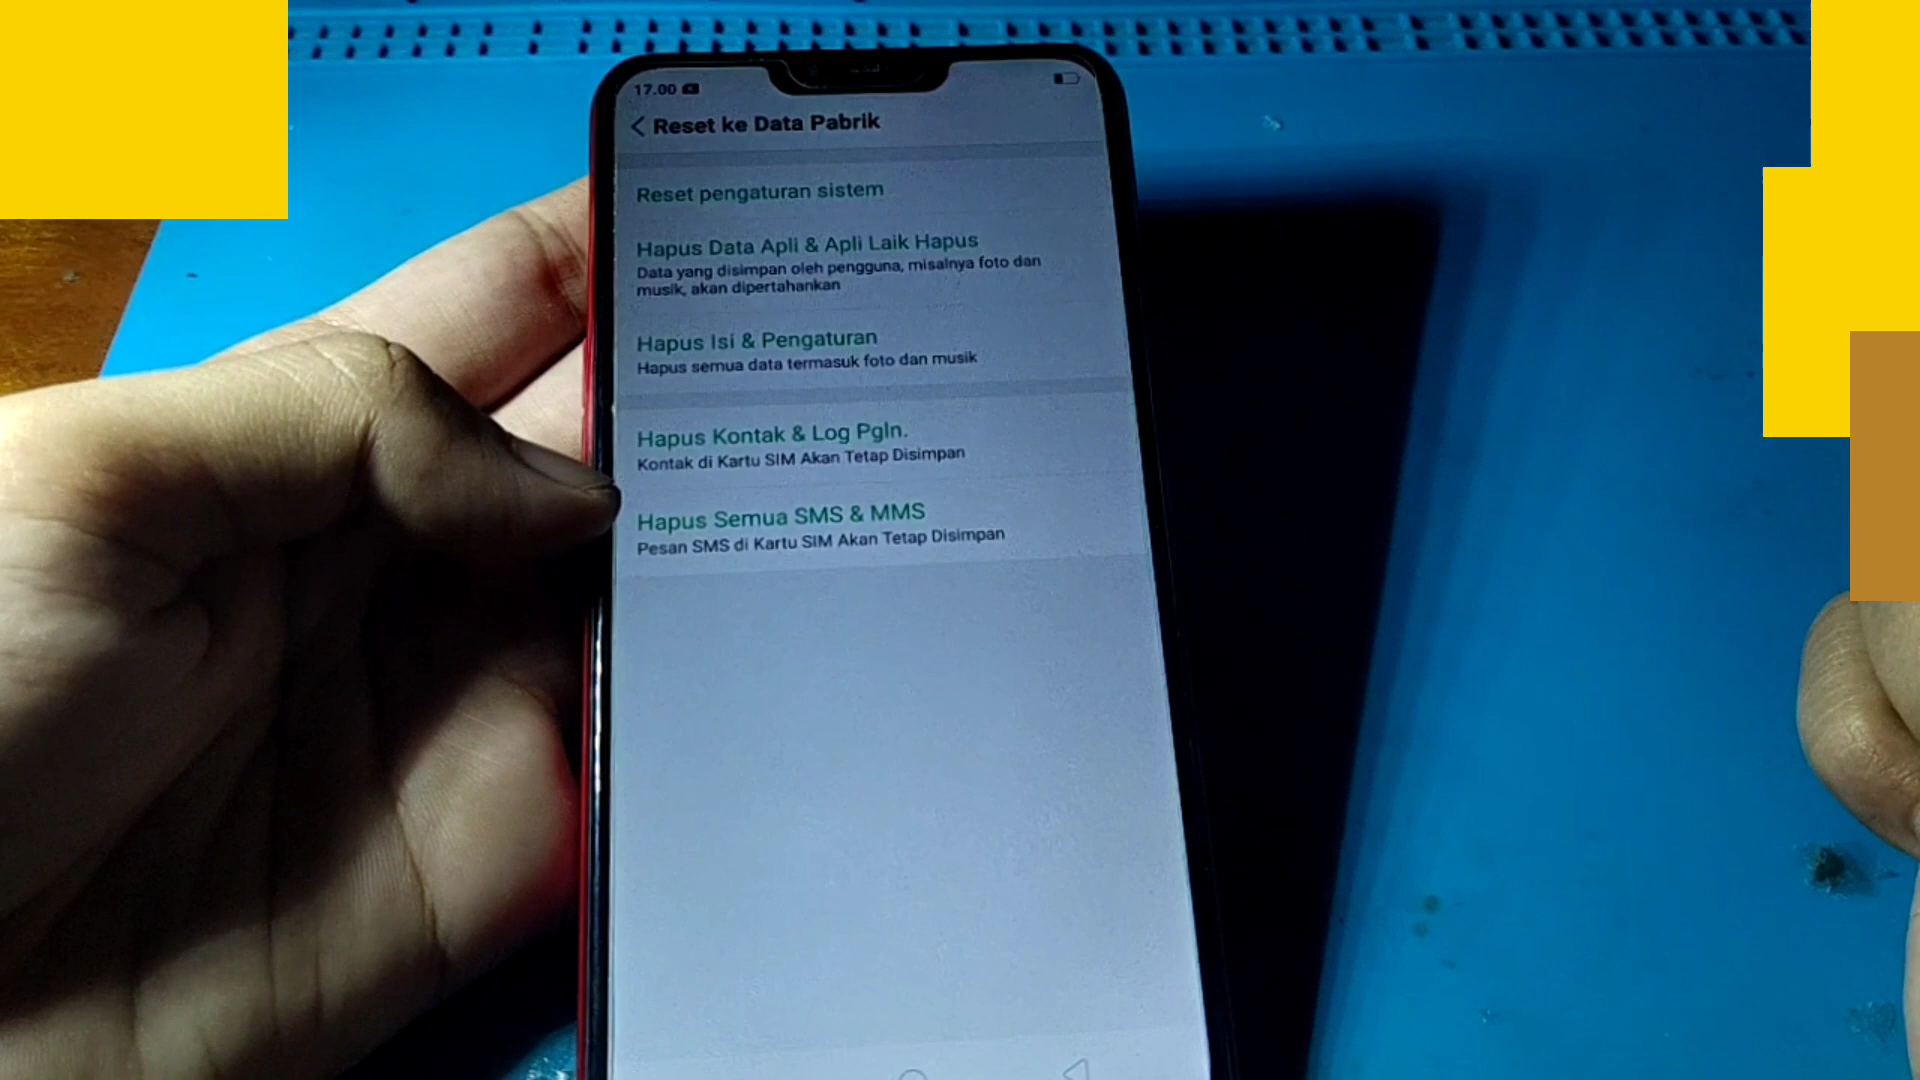 17.00
Reset ke Data Pabrik
Reset pengaturan sistem
Hapus Data Apli & Apli Laik Hapus
Data yang disimpan oleh pengguna, misalnya foto dan
musik, akan dipertahankan
Hapus Isi & Pengaturan
Hapus semua data termasuk foto dan musik
Hapus Kontak & Log Pgln.
Kontak di Kartu SIM Akan Tetap Disimpan
Hapus Semua SMS & MMS
Pesan SMS di Kartu SIM Akan Tetap Disimpan